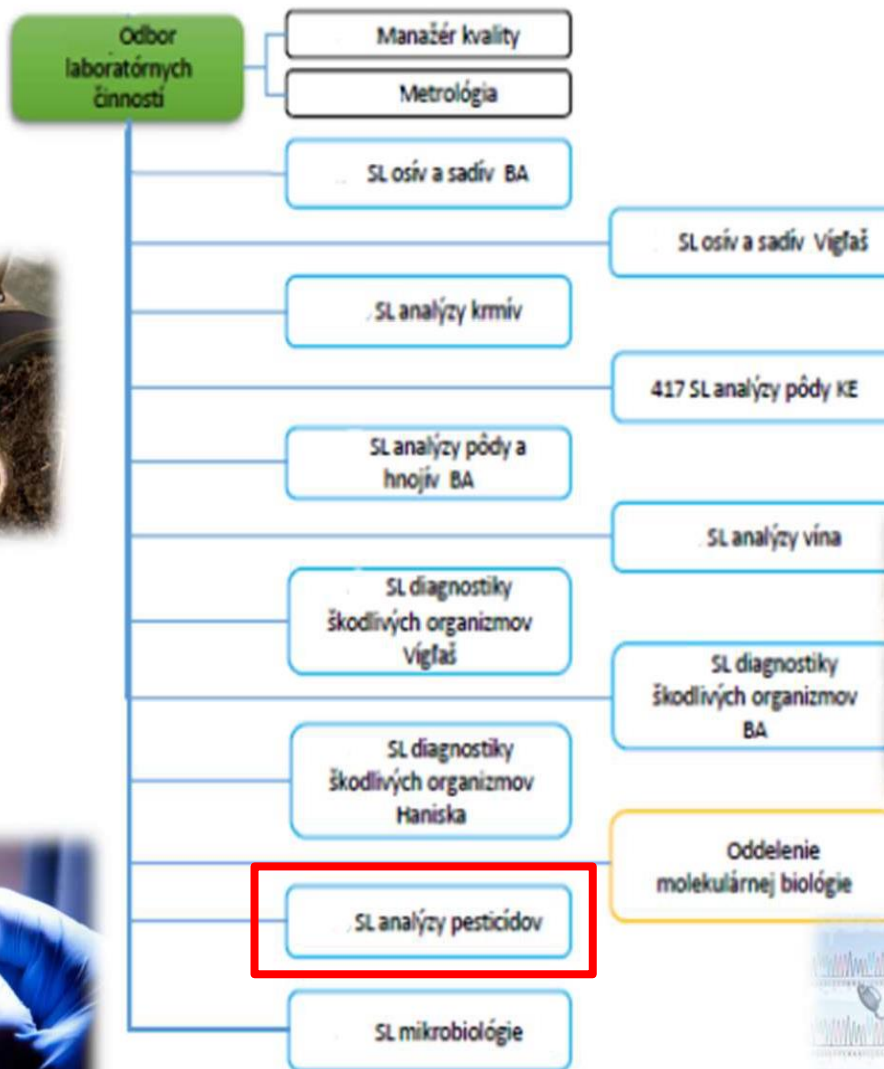 Odbor
laboratórnych
činností
Manažér kvality
Metrológia
SL osív a sadív BA
SL osív a sadív Vígľaš
SL analýzy krmív
417 SL analýzy pôdy KE
SL analýzy pôdy a
hnojív BA
SL analýzy vína
SL diagnostiky
škodlivých organizmov
Vígľaš
SL diagnostiky
škodlivých organizmov
BA
SL diagnostiky
škodlivých organizmov
Haniska
Oddelenie
molekulárnej biológie
SL analýzy pesticídov
SL mikrobiológie